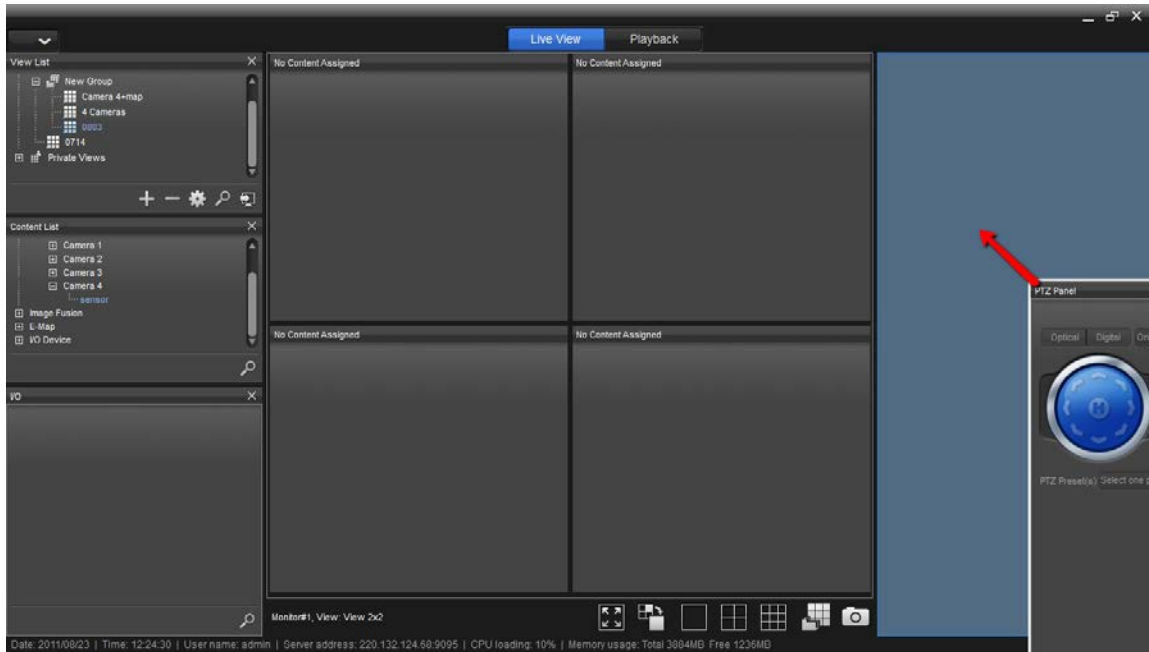 Live View
Playback
View List
New Group
Camera 4+map
4 Cameras
0803
0714
Private Views
Content List
Camera 1
Camera 2
Camera 3
Camera 4
sensor
Image Fusion
E-Map
I/O Device
I/O
No Content Assigned
No Content Assigned
No Content Assigned
No Content Assigned
PTZ Panel
Optical
Digital
H
PTZ Preset(s)
Select one
Monitor#1, View: View 2x2
Date: 2011/08/23 | Time: 12:24:30 | User name: admin | Server address: 220.132.124.68:9095 | CPU loading: 10% | Memory usage: Total 3884MB Free 1236MB